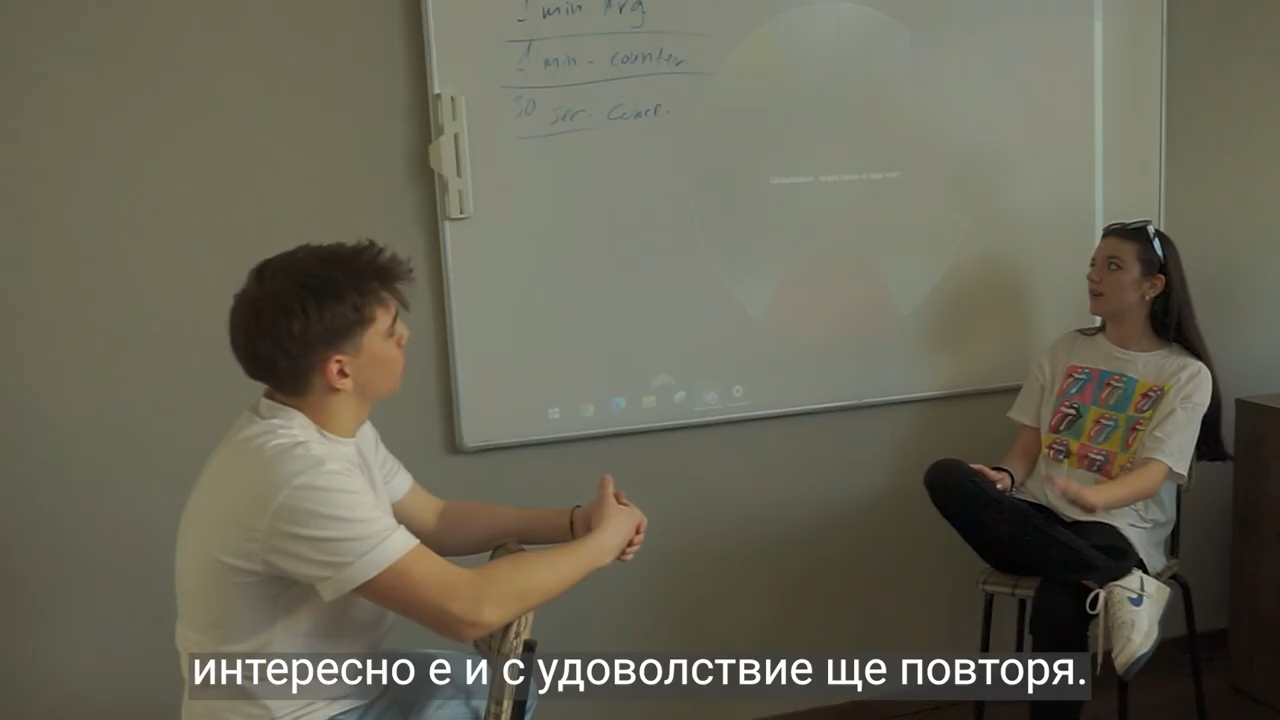 1 min Arg
1 min - counter
30 sec. Concl.
интересно е и с удоволствие ще повторя.